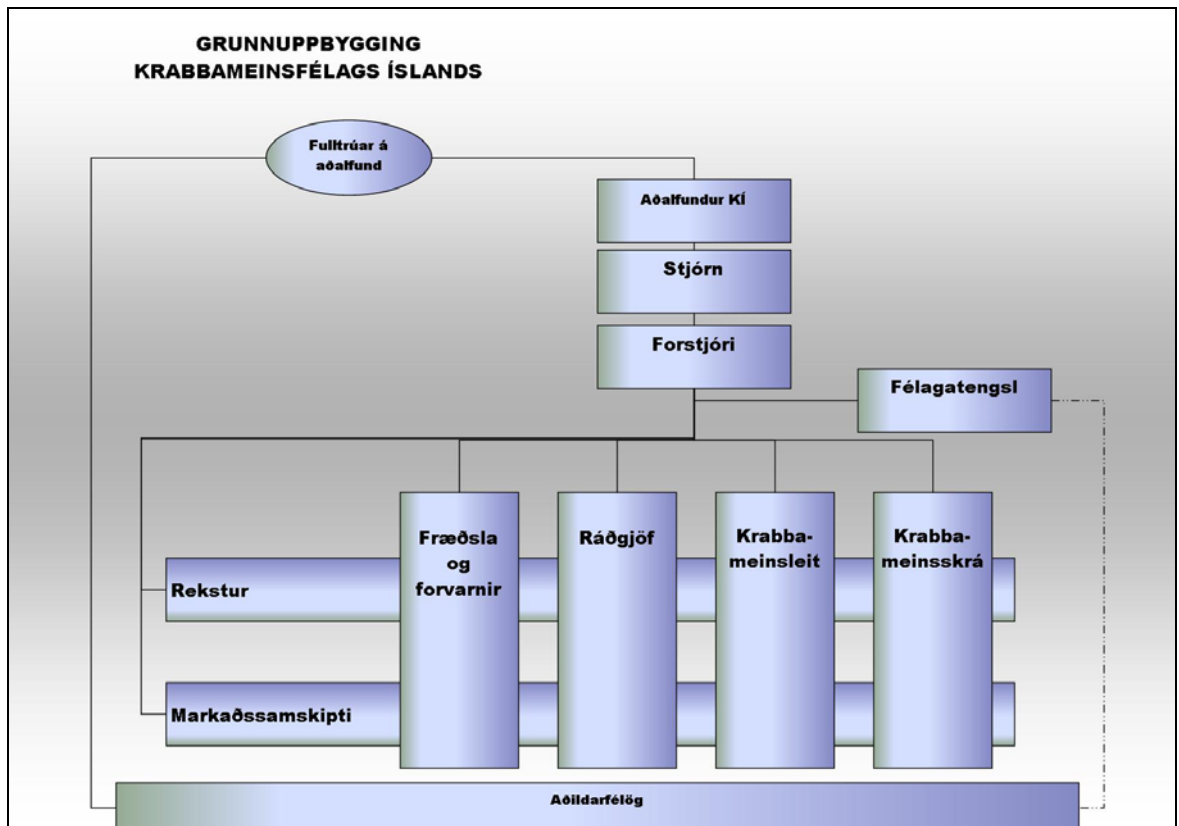 GRUNNUPPBYGGING
KRABBAMEINSFÉLAGS ÍSLANDS
Fulltrúar á
aðalfund
Aðalfundur KÍ
Stjórn
Forstjóri
Félagatengsl
Fræðsla
og
forvarnir
Ráðgjöf
Krabba-
meinsleit
Krabba-
meinsskrá
Rekstur
Markaðssamskipti
Aðildarfélög